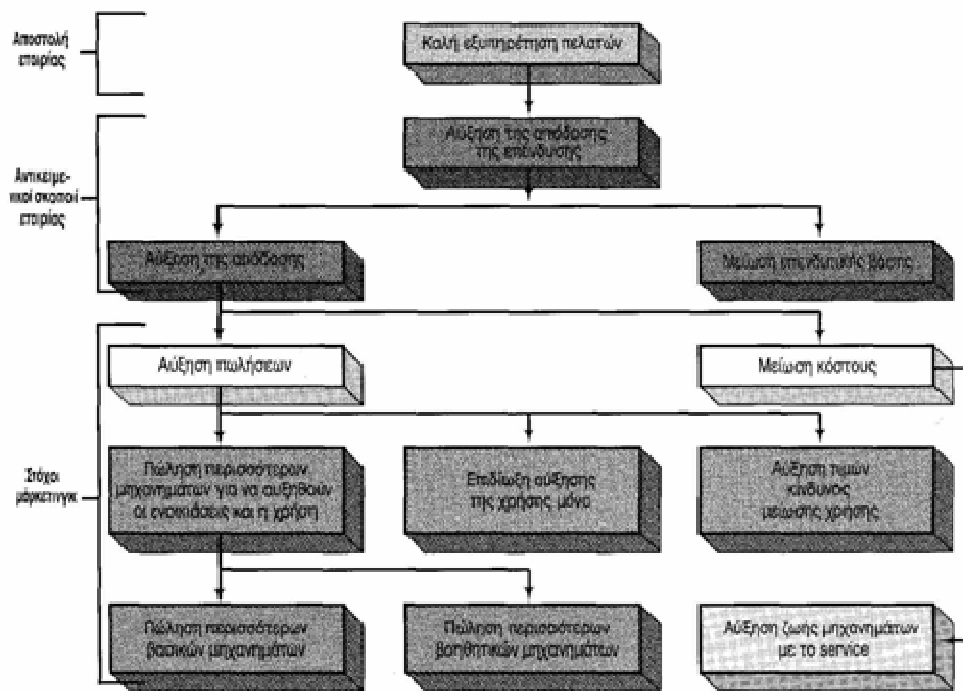 Αποστολή
εταιρίας
Καλή εξυπηρέτηση πελατών
Αύξηση της απόδοσης
της επένδυσης
Αντικειμε-
νικοί σκοποί
εταιρίας
Αύξηση της απόδοσης
Μείωση επενδυτικής βάσης
Αύξηση πωλήσεων
Μείωση κόστους
Στόχοι
μάρκετινγκ
Πώληση περισσότερων
μηχανημάτων για να αυξηθούν
οι ενοικιάσεις και η χρήση
Επιδίωξη αύξησης
της χρήσης μόνο
Αύξηση τιμών
κίνδυνος
μείωσης χρήσης
Πώληση περισσότερων
βασικών μηχανημάτων
Πώληση περισσότερων
βοηθητικών μηχανημάτων
Αύξηση ζωής μηχανημάτων
με το service